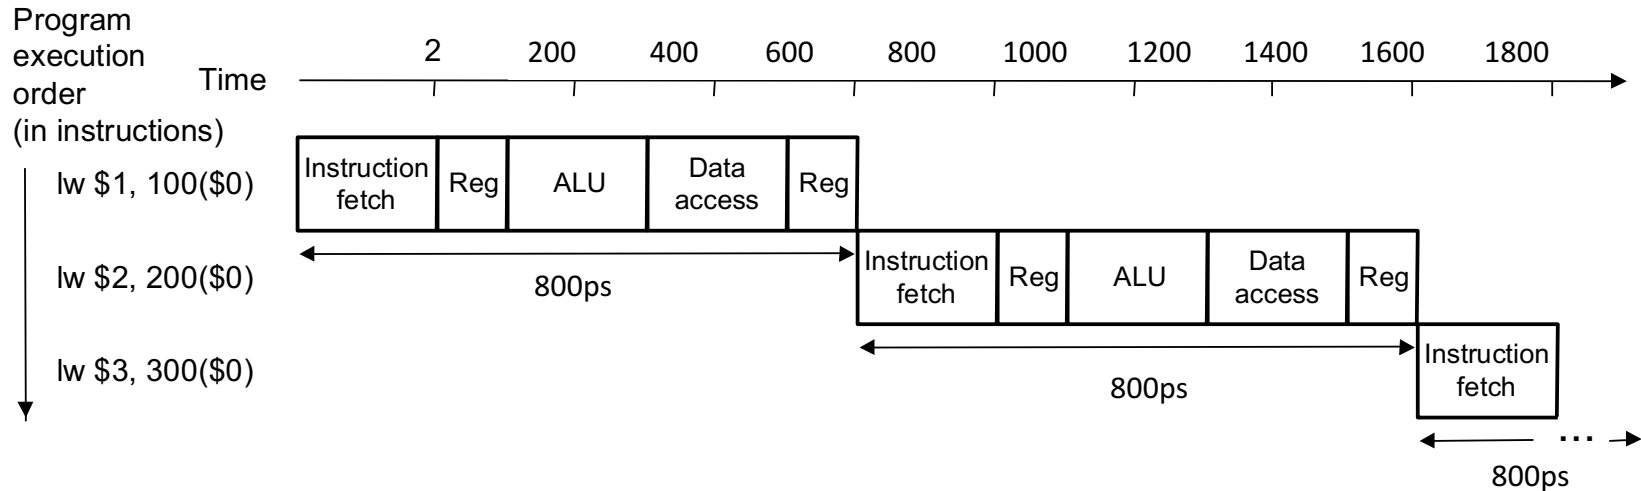 Program
execution
order
(in instructions)
Time
2 200 400 600 800 1000 1200 1400 1600 1800
lw $1, 100($0)
Instruction
fetch
Reg
ALU
Data
access
Reg
800ps
lw $2, 200($0)
Instruction
fetch
Reg
ALU
Data
access
Reg
800ps
lw $3, 300($0)
Instruction
fetch
...
800ps